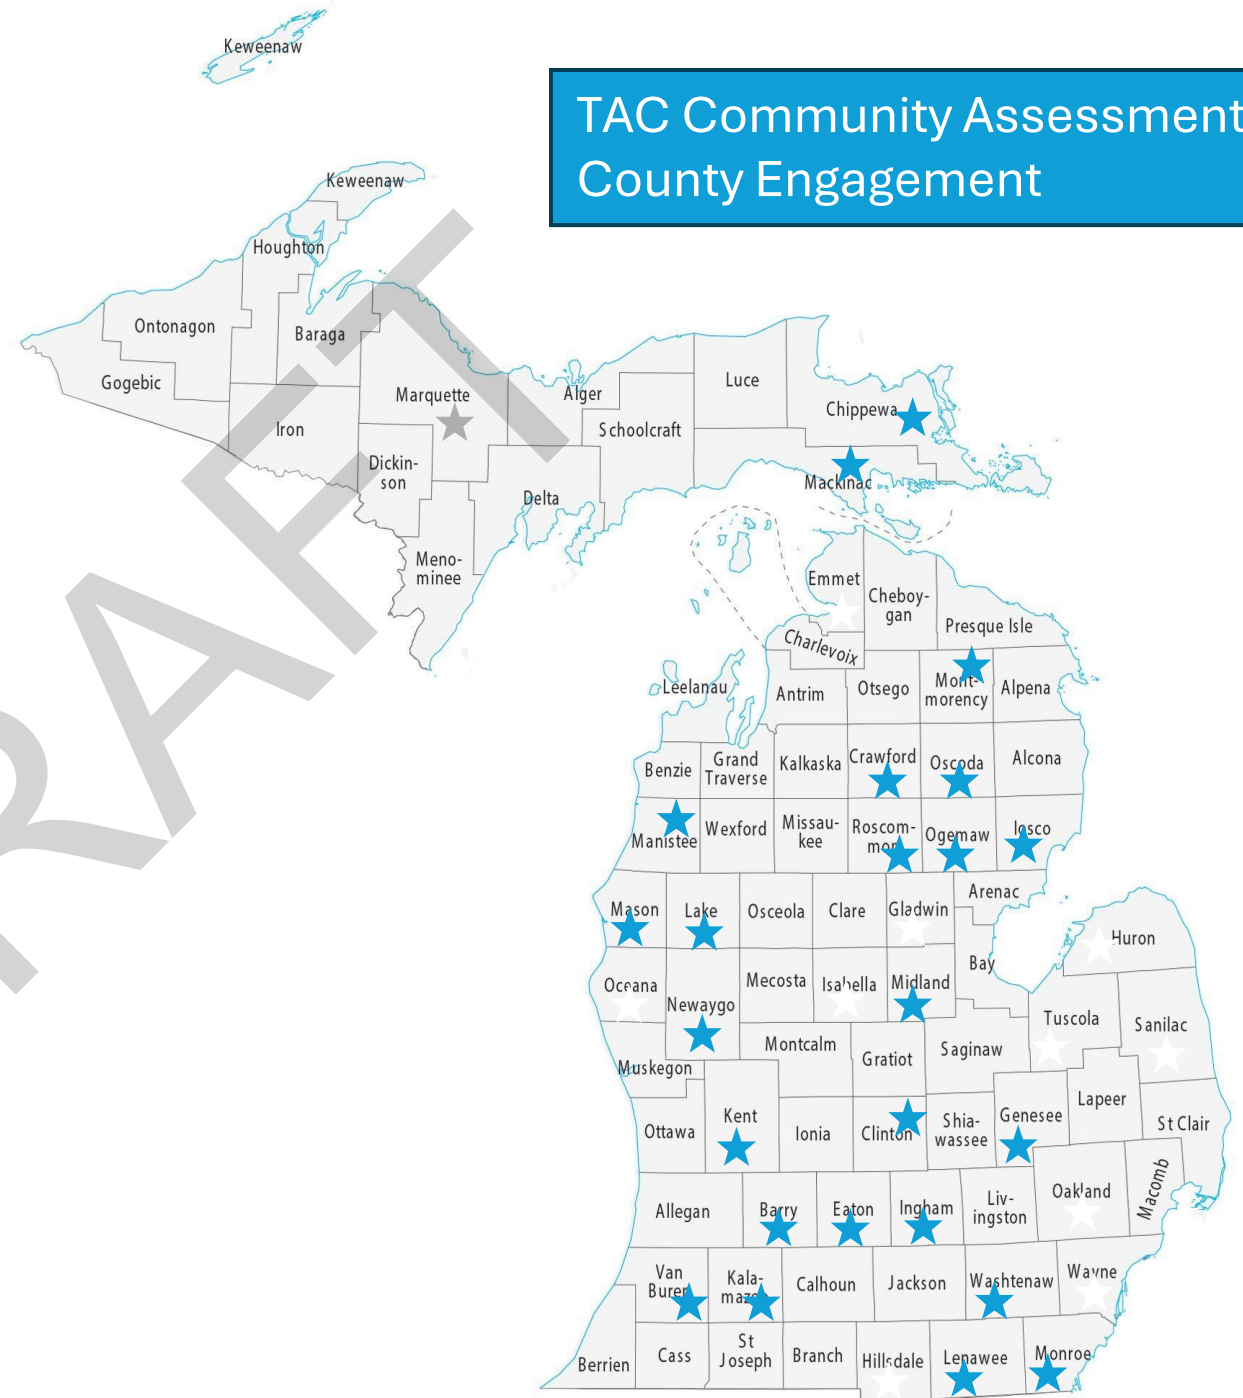 Keweenaw
TAC Community Assessment
County Engagement
Keweenaw
Houghton
Ontonagon
Baraga
Gogebic
Marquette
Alger
Luce
Chippewa
Iron
Schoolcraft
Dickin-
son
Mackinac
Delta
Meno-
minee
Emmet
Cheboy-
gan
Presque Isle
Charlevoix
Leelanau
Antrim
Otsego
Mont-
morency
Alpena
Benzie
Grand
Traverse
Kalkaska
Crawford
Oscoda
Alcona
Manistee
Wexford
Missau-
kee
Roscom-
mon
Ogemaw
Iosco
Mason
Lake
Osceola
Clare
Gladwin
Arenac
Huron
Bay
Oceana
Newaygo
Mecosta
Isabella
Midland
Tuscola
Sanilac
Muskegon
Montcalm
Gratiot
Saginaw
Lapeer
Kent
Genesee
St Clair
Ottawa
Ionia
Clinton
Shia-
wassee
Allegan
Barry
Eaton
Ingham
Liv-
ingston
Oakland
Macomb
Van
Buren
Kala-
mazoo
Calhoun
Jackson
Washtenaw
Wayne
Berrien
Cass
St
Joseph
Branch
Hillsdale
Lenawee
Monroe
DRAFT